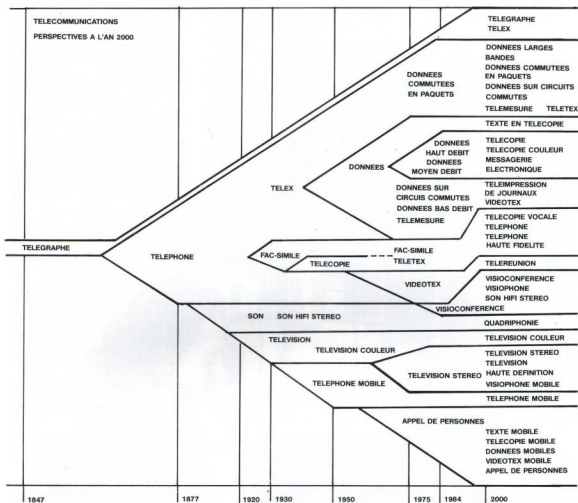 TELECOMMUNICATIONS
PERSPECTIVES A L'AN 2000
TELEGRAPHE
TELEX
DONNEES LARGES
BANDES
DONNEES COMMUTEES
EN PAQUETS
DONNEES SUR CIRCUITS
COMMUTES
TELEMESURE TELETEX
DONNEES
COMMUTEES
EN PAQUETS
TEXTE EN TELECOPIE
DONNEES
DONNEES
HAUT DEBIT
DONNEES
MOYEN DEBIT
TELECOPIE
TELECOPIE COULEUR
MESSAGERIE
ELECTRONIQUE
TELEX
DONNEES SUR
CIRCUIS COMMUTES
DONNEES BAS DEBIT
TELEMESURE
TELEIMPRESSION
DE JOURNAUX
VIDEOTEX
TELECOPIE VOCALE
TELEPHONE
TELEPHONE
HAUTE FIDELITE
TELEGRAPHE
TELEPHONE
FAC-SIMILE
TELECOPIE
FAC-SIMILE
TELETEX
TELEREUNION
VIDEOTEX
VISIOCONFERENCE
VISIOCONFERENCE
VISIOPHONE
SON HIFI STEREO
SON SON HIFI STEREO
QUADRIPHONIE
TELEVISION
TELEVISION COULEUR
TELEVISION COULEUR
TELEVISION STEREO
TELEVISION STEREO
TELEVISION
HAUTE DEFINITION
VISIOPHONE MOBILE
TELEPHONE MOBILE
TELEPHONE MOBILE
APPEL DE PERSONNES
TEXTE MOBILE
TELECOPIE MOBILE
DONNEES MOBILES
VIDEOTEX MOBILE
APPEL DE PERSONNES
1847 1877 1920 1930 1950 1975 1984 2000